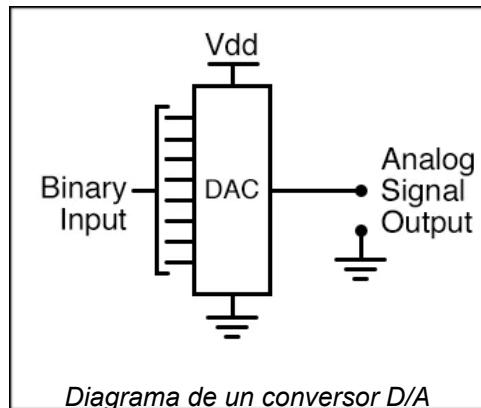 Vdd
Binary
Input
DAC
Analog
Signal
Output
Diagrama de un conversor D/A